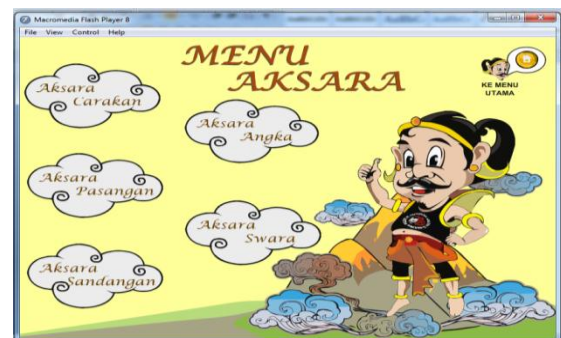 Macromedia Flash Player 8
File View Control Help
MENU
AKSARA
KE MENU
UTAMA
Aksara
Carakan
Aksara
Angka
Aksara
Pasangan
Aksara
Swara
Aksara
Sandangan